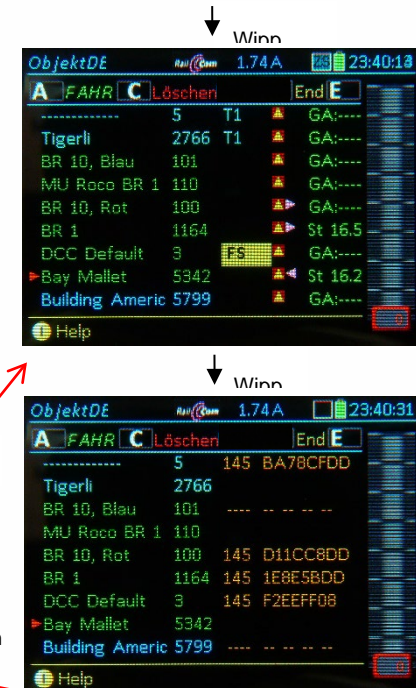 Wipp
ObjektDE RailCom 1.74 A 23:40:13
A FAHR C Löschen End E
------------- 5 T1 GA:----
Tigerli 2766 T1 GA:----
BR 10, Blau 101 GA:----
MU Roco BR 1 110 GA:----
BR 10, Rot 100 GA:----
BR 1 1164 St 16.5
DCC Default 3 FS GA:----
Bay Mallet 5342 St 16.2
Building Americ 5799 GA:----
Help
Wipp
ObjektDE RailCom 1.74 A 23:40:31
A FAHR C Löschen End E
------------- 5 145 BA78CFDD
Tigerli 2766
BR 10, Blau 101 ---- -- -- -- --
MU Roco BR 1 110
BR 10, Rot 100 145 D11CC8DD
BR 1 1164 145 1E8E5BDD
DCC Default 3 145 F2EEFF08
Bay Mallet 5342
Building Americ 5799 ---- -- -- -- --
Help